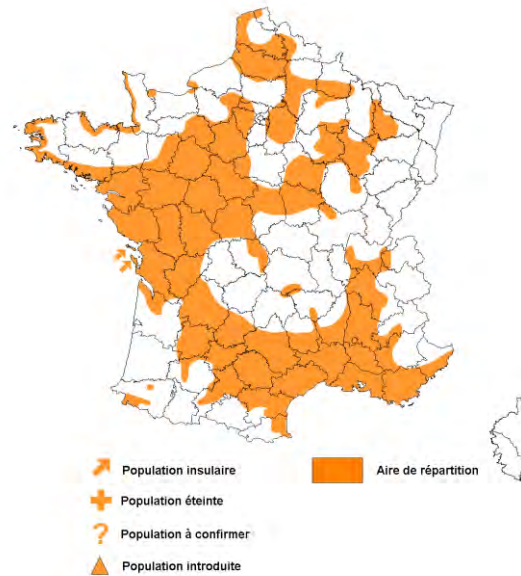 Population insulaire
Aire de répartition
Population éteinte
? Population à confirmer
Population introduite